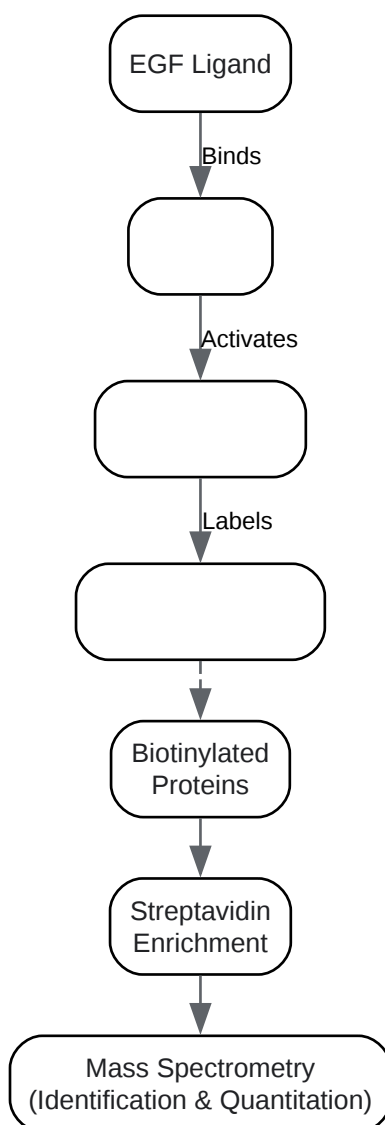 EGF Ligand
Binds
Activates
Labels
Biotinylated
Proteins
Streptavidin
Enrichment
Mass Spectrometry
(Identification & Quantitation)